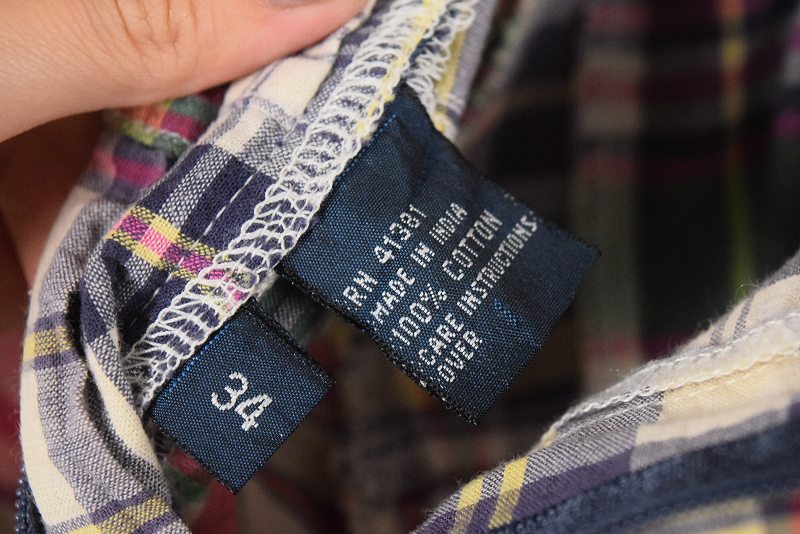 RN 41381
MADE IN INDIA
100% COTTON
CARE INSTRUCTIONS
OVER
34